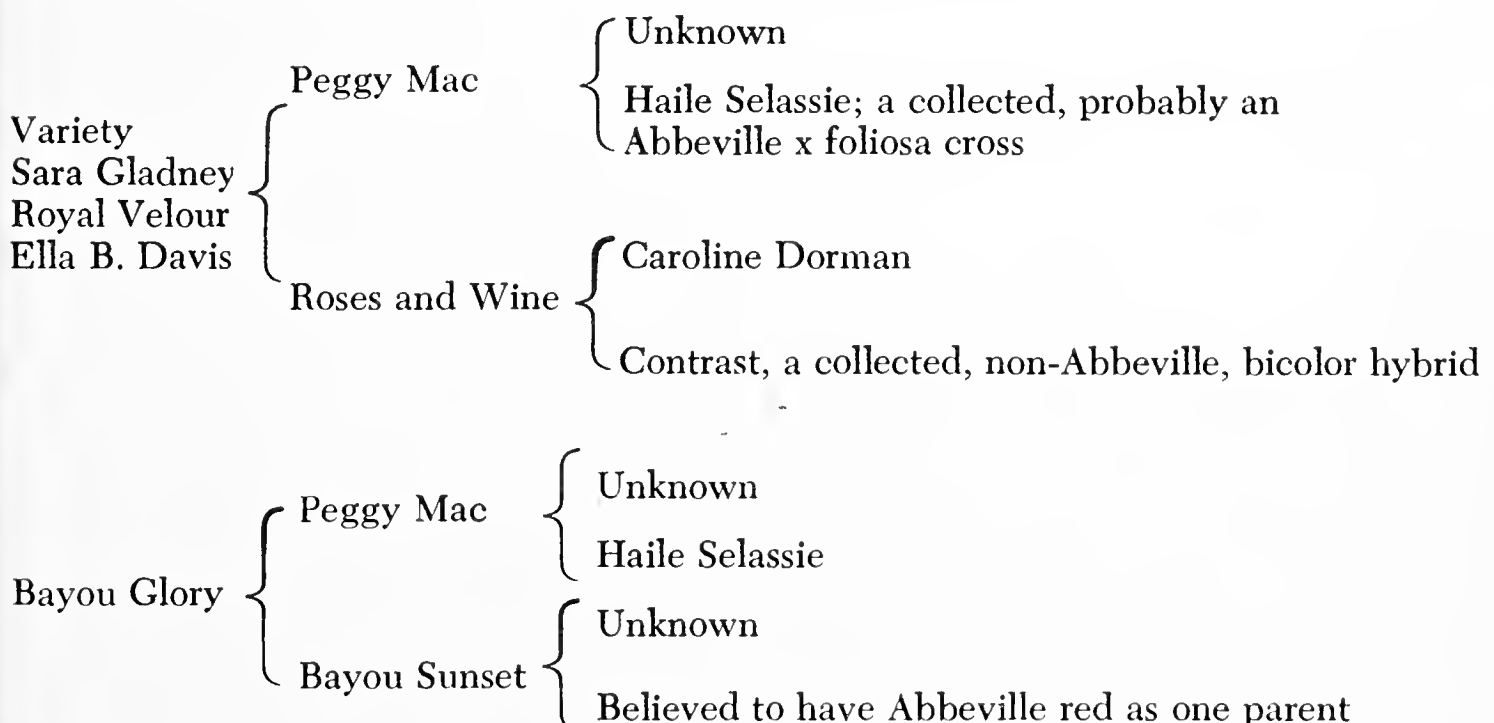 Variety
Sara Gladney
Royal Velour
Ella B. Davis
Peggy Mac
Unknown
Haile Selassie; a collected, probably an
Abbeville x foliosa cross
Roses and Wine
Caroline Dorman
Contrast, a collected, non-Abbeville, bicolor hybrid
Bayou Glory
Peggy Mac
Unknown
Haile Selassie
Bayou Sunset
Unknown
Believed to have Abbeville red as one parent